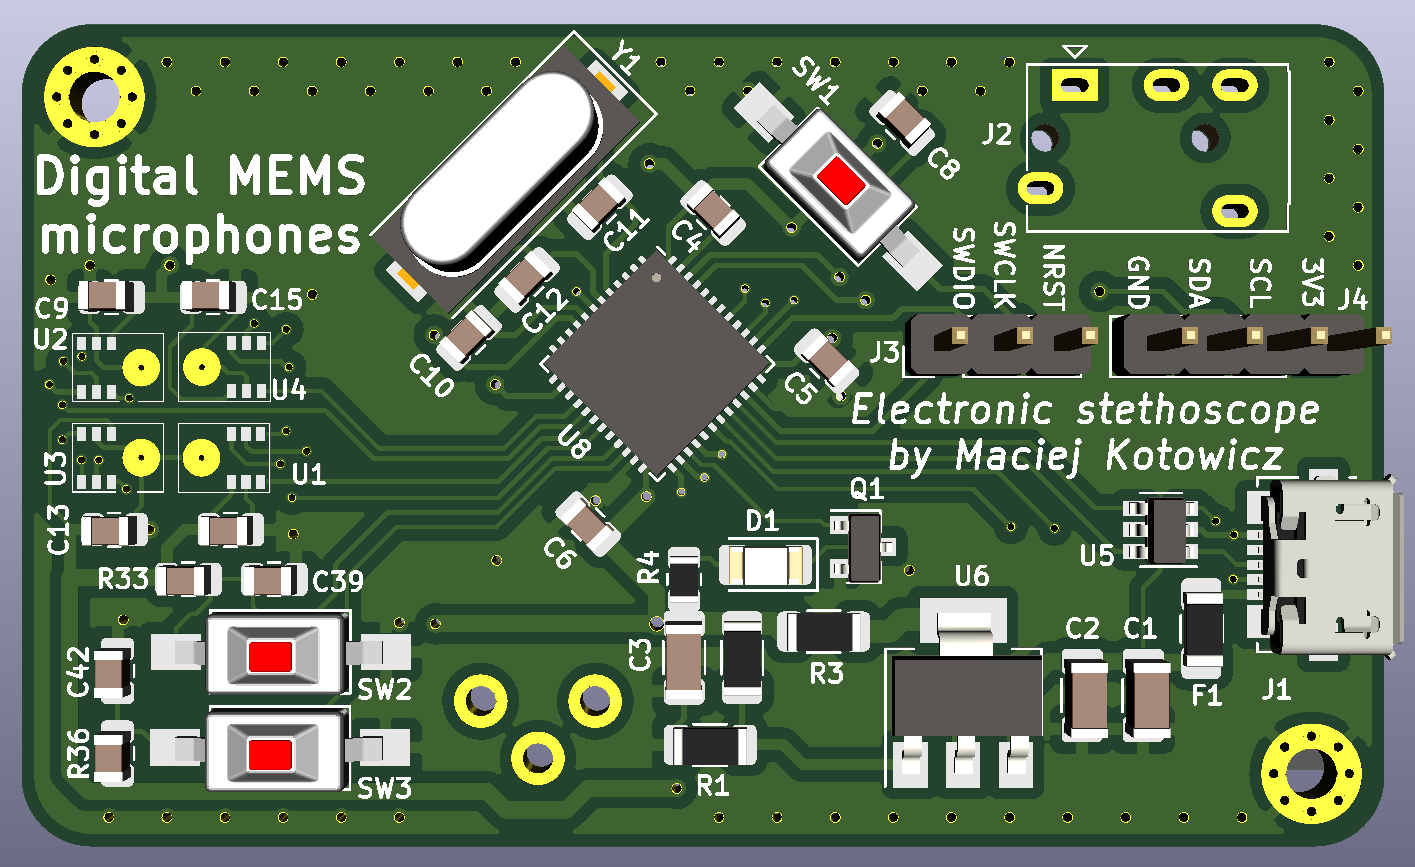 Y1
SW1
J2
C8
Digital MEMS
microphones
C11
C4
SWDIO
SWCLK
NRST
GND
SDA
SCL
3V3
C9
C15
C12
J4
U2
C10
J3
C5
U4
Electronic stethoscope
by Maciej Kotowicz
U8
U3
U1
Q1
C13
D1
C6
U5
R33
C39
R4
U6
C42
C3
R3
C2
C1
SW2
F1
J1
R36
SW3
R1